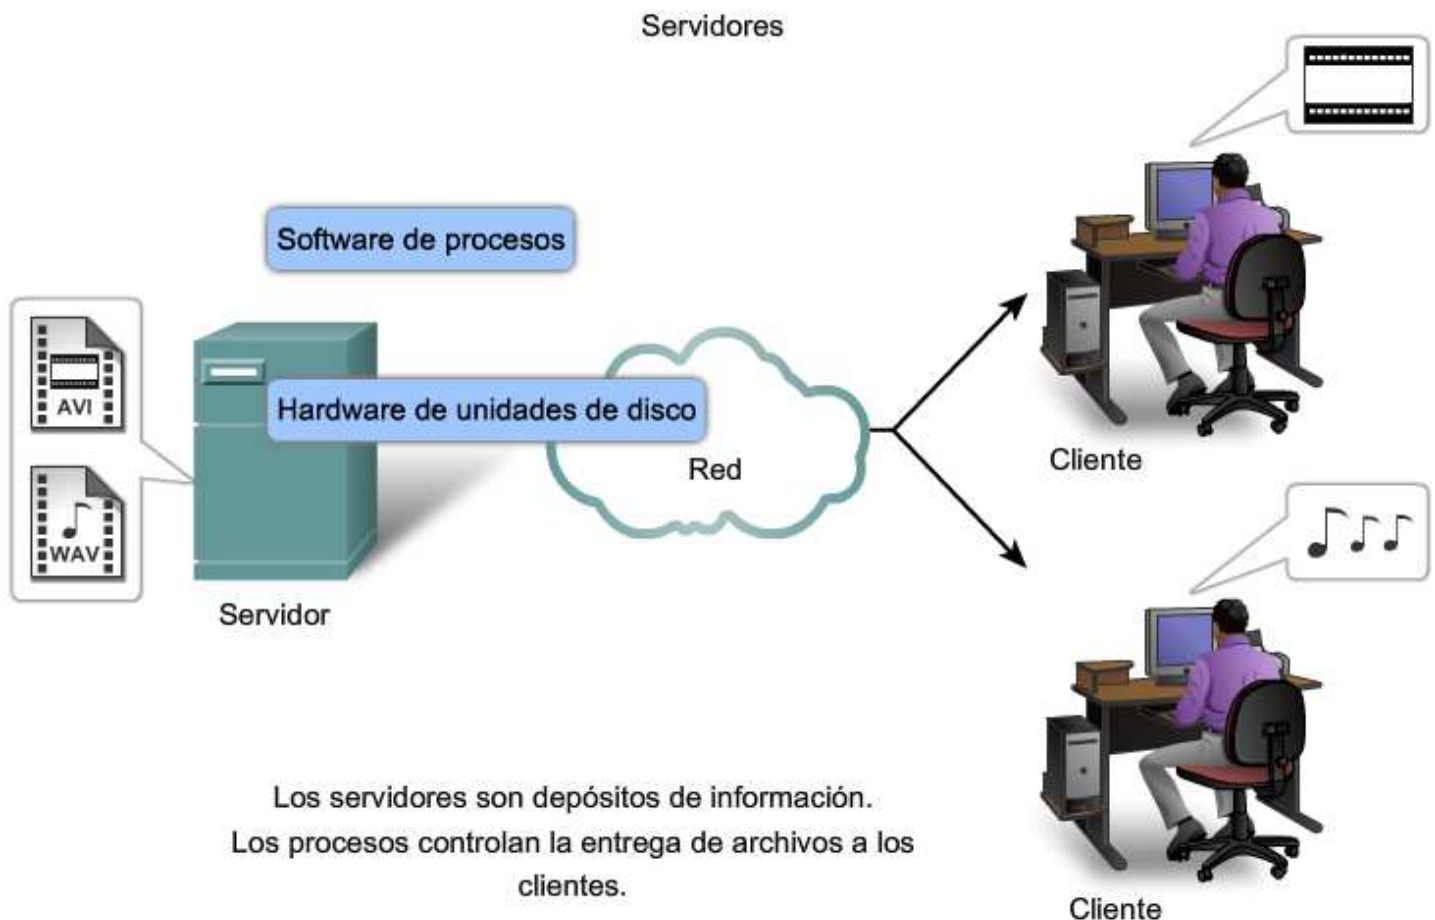 Servidores
Software de procesos
AVI
Hardware de unidades de disco
Red
WAV
Servidor
Cliente
Los servidores son depósitos de información.
Los procesos controlan la entrega de archivos a los
clientes.
Cliente